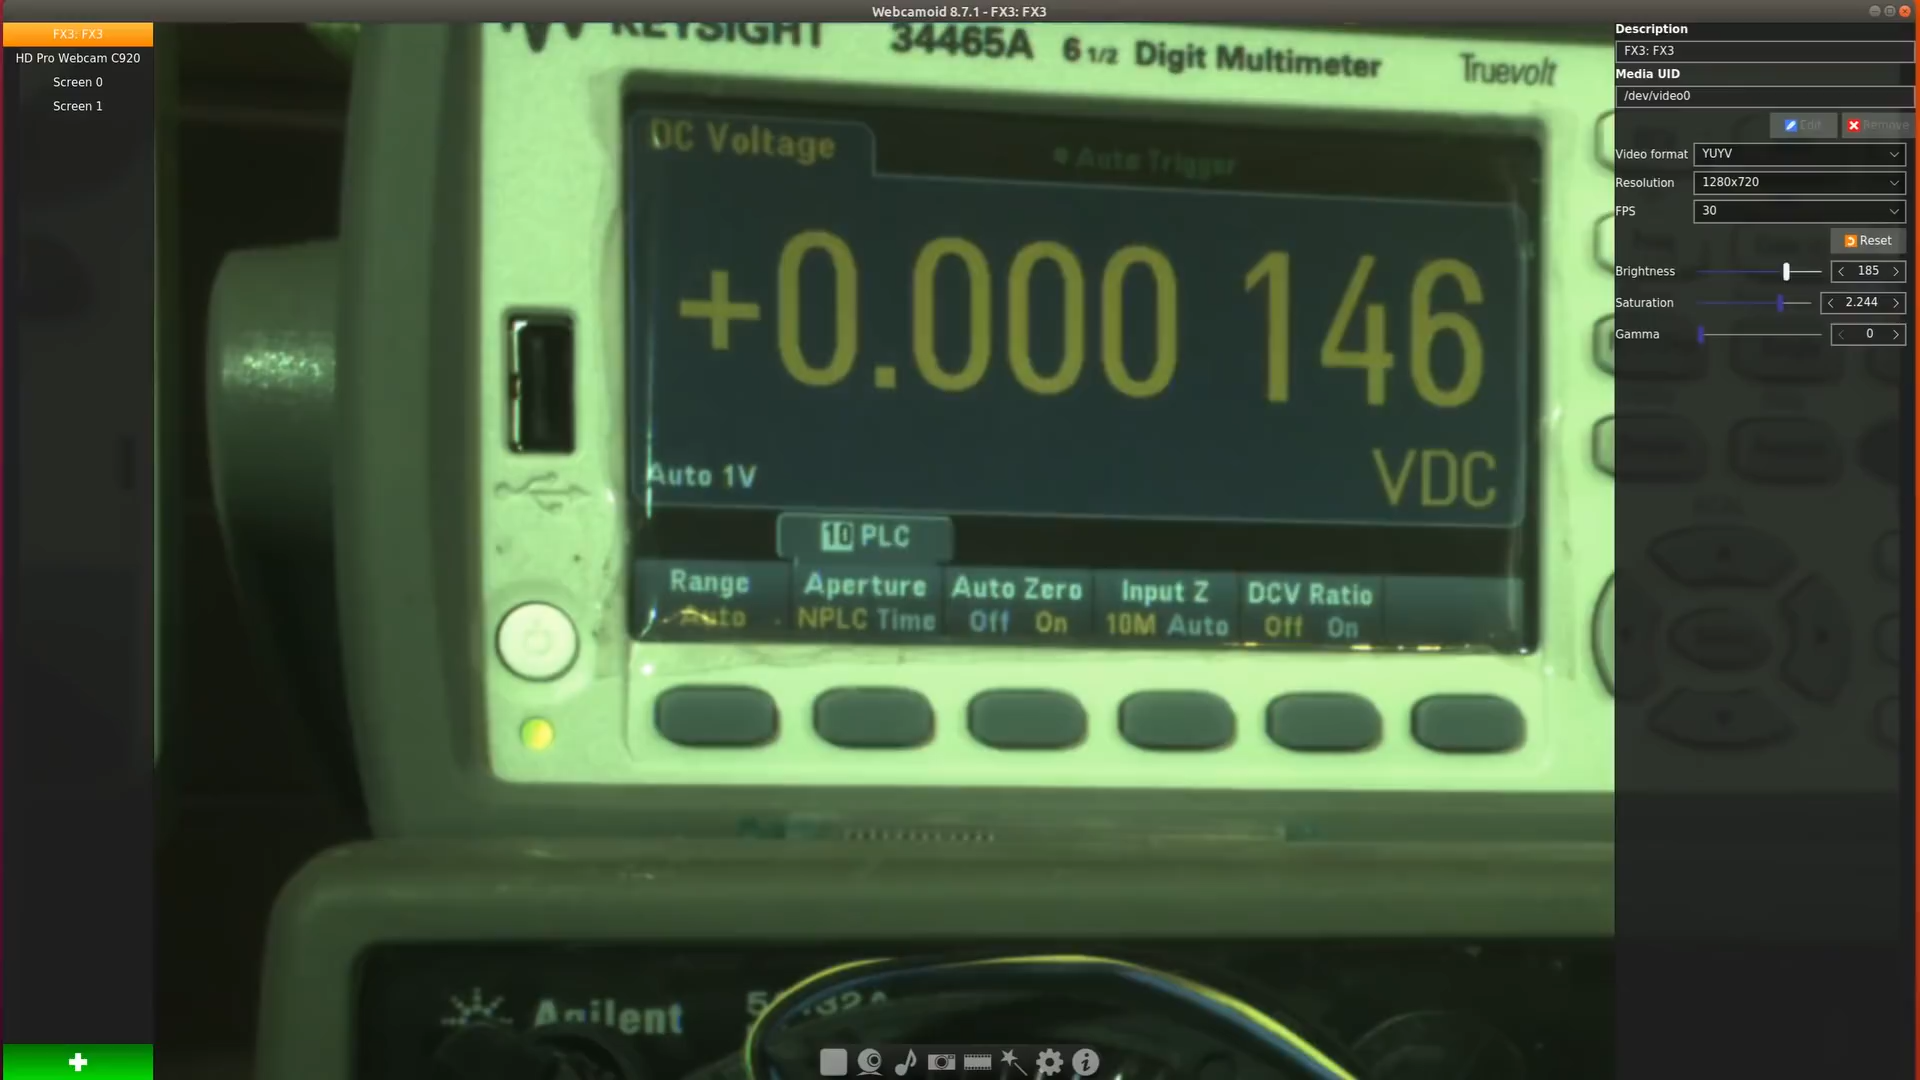 Webcamoid 8.7.1 - FX3: FX3
FX3: FX3
HD Pro Webcam C920
Screen 0
Screen 1
KEYSIGHT 34465A 6 1/2 Digit Multimeter Truevolt
DC Voltage
Auto Trigger
+0.000 146
Auto 1V
VDC
10 PLC
Range Aperture Auto Zero Input Z DCV Ratio
Auto NPLC Time Off On 10M Auto Off On
Agilent
Description
FX3: FX3
Media UID
/dev/video0
Edit Remove
Video format YUYV
Resolution 1280x720
FPS 30
Reset
Brightness 185
Saturation 2.244
Gamma 0